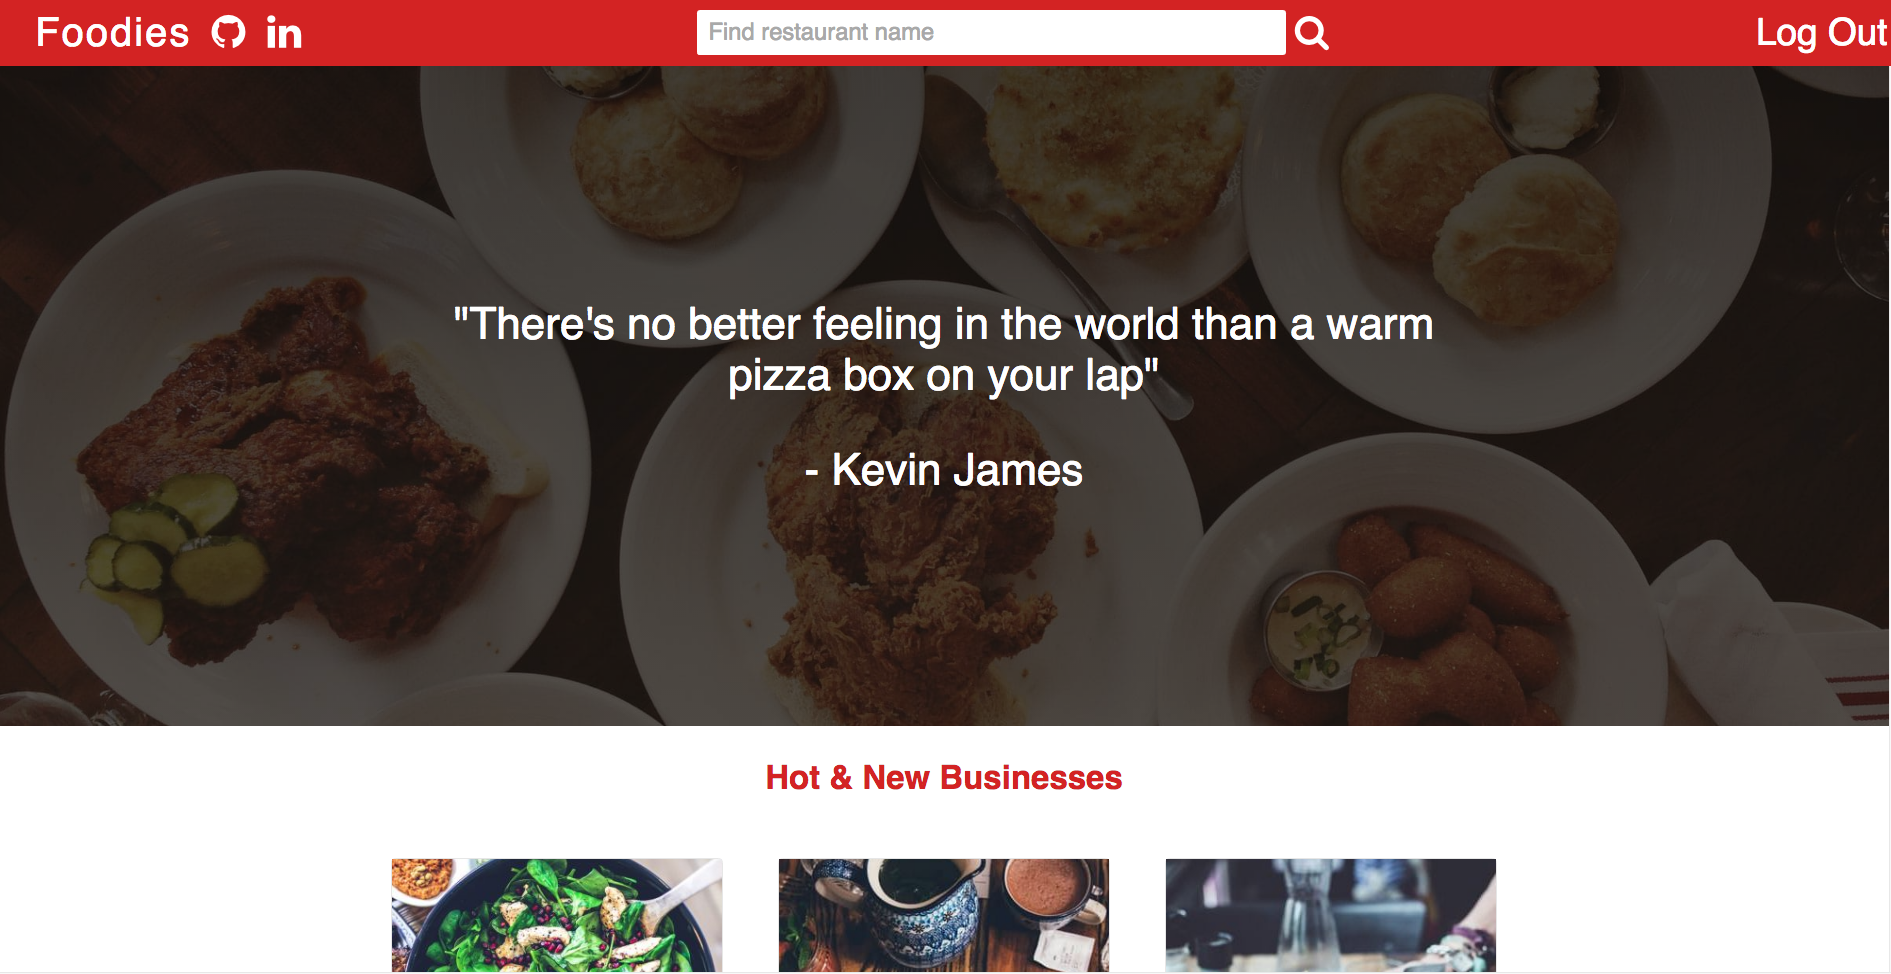 Foodies in Find restaurant name Log Out
"There's no better feeling in the world than a warm
pizza box on your lap"
- Kevin James
Hot & New Businesses